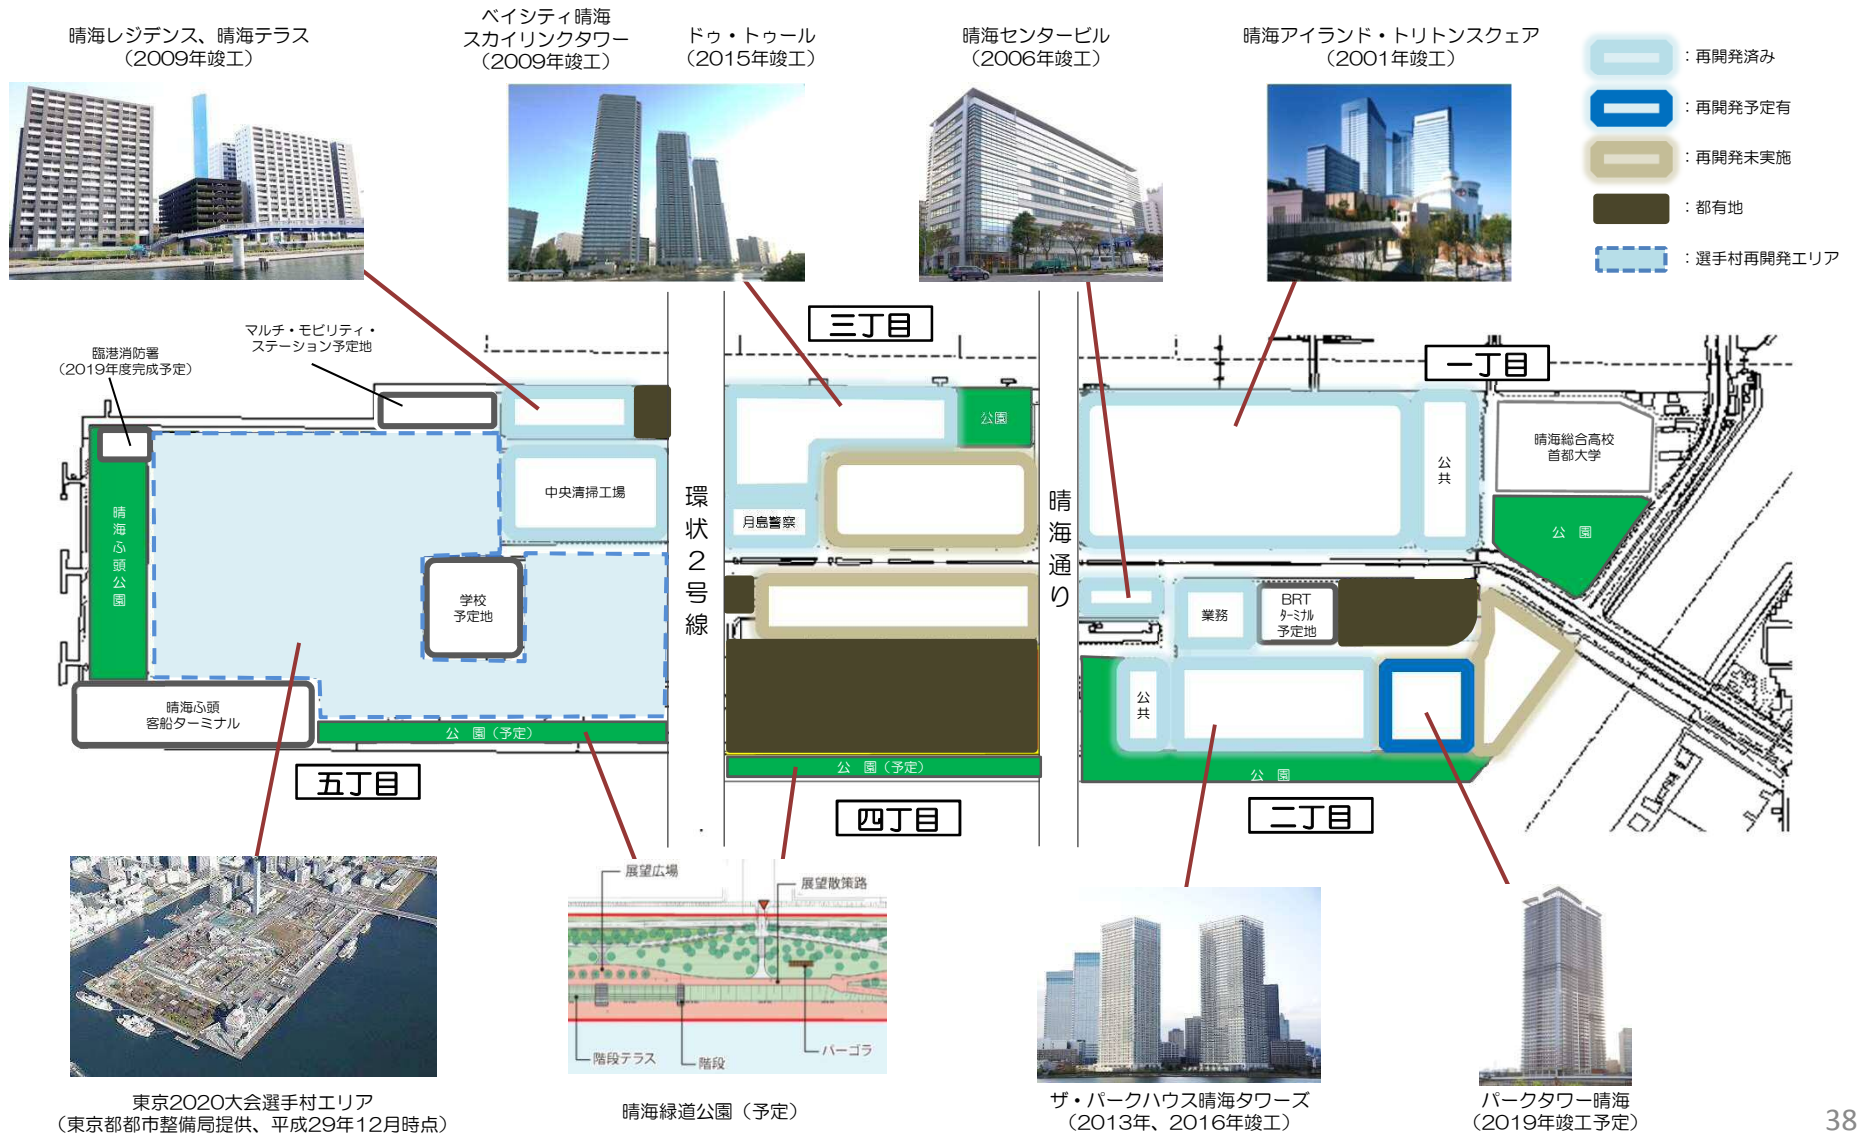 晴海レジデンス、晴海テラス
（2009年竣工）
ベイシティ晴海
スカイリンクタワー
（2009年竣工）
ドゥ・トゥール
（2015年竣工）
晴海センタービル
（2006年竣工）
晴海アイランド・トリトンスクェア
（2001年竣工）
：再開発済み
：再開発予定有
：再開発未実施
：都有地
：選手村再開発エリア
三丁目
一丁目
マルチ・モビリティ・
ステーション予定地
臨港消防署
（2019年度完成予定）
公園
晴海総合高校
首都大学
公共
中央清掃工場
月島警察
環状２号線
晴海通り
晴海ふ頭公園
公　園
学校
予定地
業務
BRT
ﾀｰﾐﾅﾙ
予定地
公共
晴海ふ頭
客船ターミナル
公　園（予定）
公　園（予定）
公　園
五丁目
四丁目
二丁目
展望広場
展望散策路
階段テラス
階段
パーゴラ
東京2020大会選手村エリア
（東京都都市整備局提供、平成29年12月時点）
晴海緑道公園（予定）
ザ・パークハウス晴海タワーズ
（2013年、2016年竣工）
パークタワー晴海
（2019年竣工予定）
38